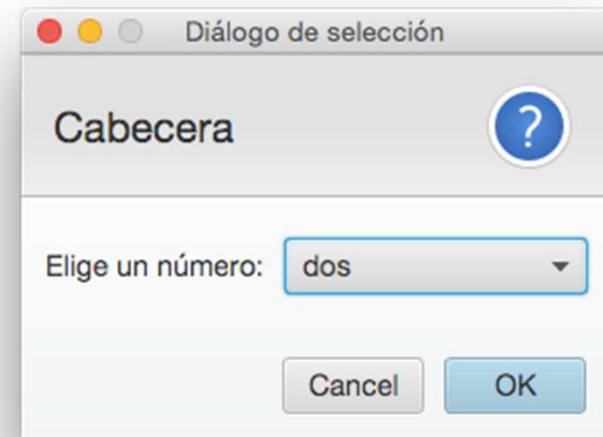 Diálogo de selección
Cabecera
?
Elige un número: dos
Cancel OK